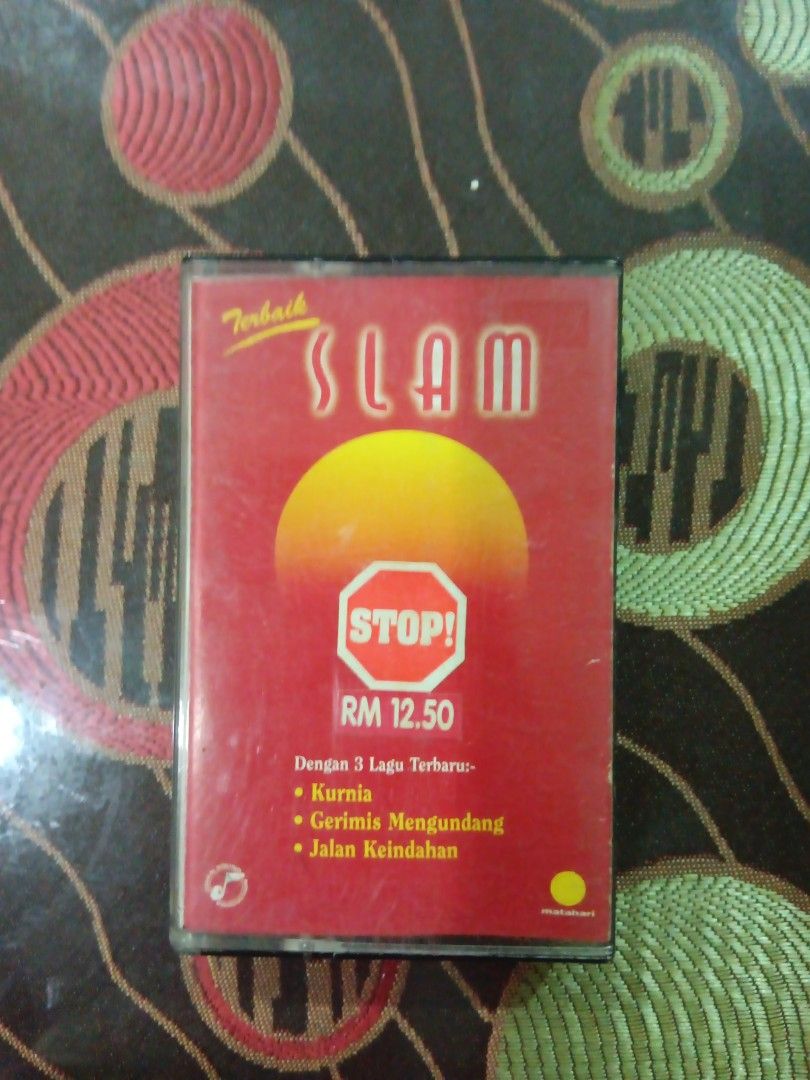 Terbaik
SLAM
STOP!
RM 12.50
Dengan 3 Lagu Terbaru:-
• Kurnia
• Gerimis Mengundang
• Jalan Keindahan
matahari